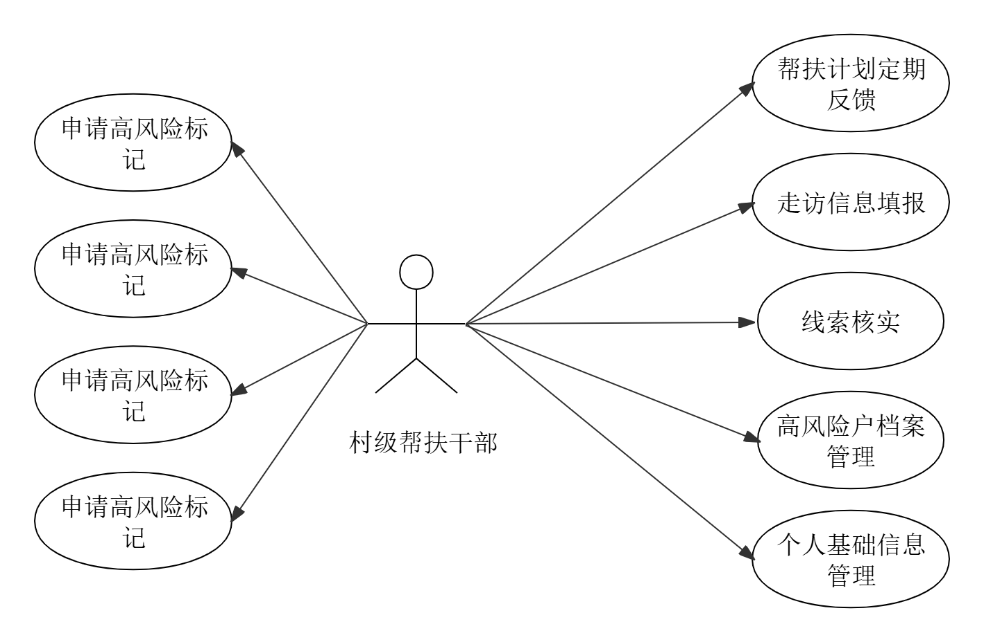 申请高风险标
记
申请高风险标
记
申请高风险标
记
申请高风险标
记
村级帮扶干部
帮扶计划定期
反馈
走访信息填报
线索核实
高风险户档案
管理
个人基础信息
管理